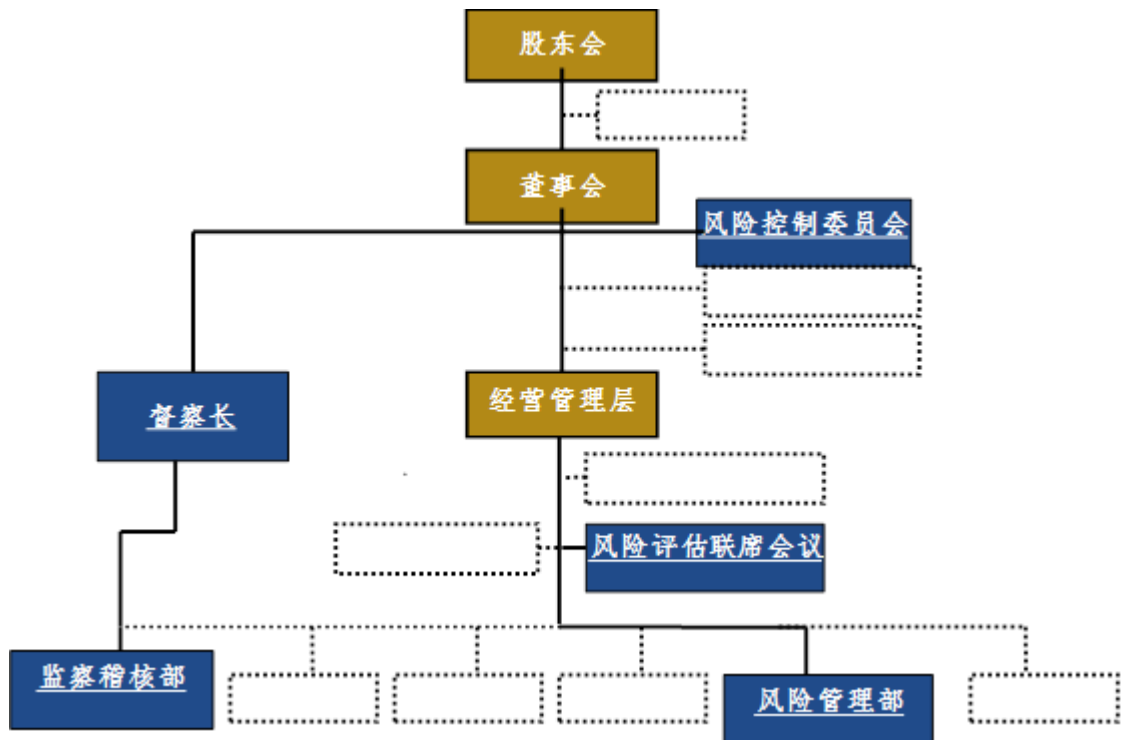 股东会
董事会
风险控制委员会
经营管理层
督察长
风险评估联席会议
监察稽核部
风险管理部